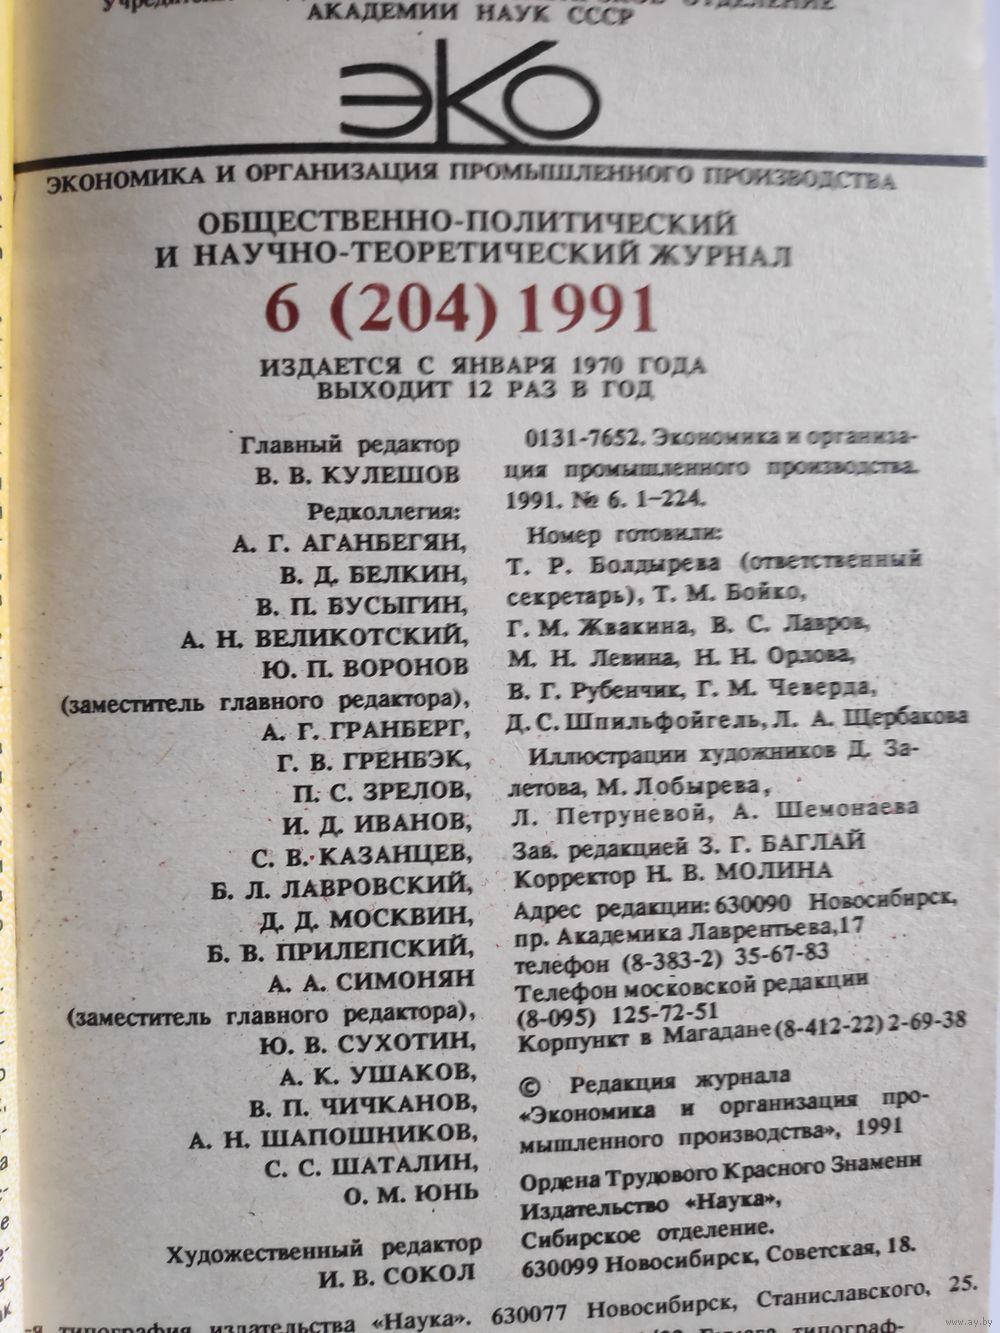 АКАДЕМИИ НАУК СССР
ЭКО
ЭКОНОМИКА И ОРГАНИЗАЦИЯ ПРОМЫШЛЕННОГО ПРОИЗВОДСТВА
ОБЩЕСТВЕННО-ПОЛИТИЧЕСКИЙ
И НАУЧНО-ТЕОРЕТИЧЕСКИЙ ЖУРНАЛ
6 (204) 1991
ИЗДАЕТСЯ С ЯНВАРЯ 1970 ГОДА
ВЫХОДИТ 12 РАЗ В ГОД
Главный редактор
В. В. КУЛЕШОВ
Редколлегия:
А. Г. АГАНБЕГЯН,
В. Д. БЕЛКИН,
В. П. БУСЫГИН,
А. Н. ВЕЛИКОТСКИЙ,
Ю. П. ВОРОНОВ
(заместитель главного редактора),
А. Г. ГРАНБЕРГ,
Г. В. ГРЕНБЭК,
П. С. ЗРЕЛОВ,
И. Д. ИВАНОВ,
С. В. КАЗАНЦЕВ,
Б. Л. ЛАВРОВСКИЙ,
Д. Д. МОСКВИН,
Б. В. ПРИЛЕПСКИЙ,
А. А. СИМОНЯН
(заместитель главного редактора),
Ю. В. СУХОТИН,
А. К. УШАКОВ,
В. П. ЧИЧКАНОВ,
А. Н. ШАПОШНИКОВ,
С. С. ШАТАЛИН,
О. М. ЮНЬ
Художественный редактор
И. В. СОКОЛ
0131-7652. Экономика и организа-
ция промышленного производства.
1991. № 6. 1–224.
Номер готовили:
Т. Р. Болдырева (ответственный
секретарь), Т. М. Бойко,
Г. М. Жвакина, В. С. Лавров,
М. Н. Левина, Н. Н. Орлова,
В. Г. Рубенчик, Г. М. Чеверда,
Д. С. Шпильфойгель, Л. А. Щербакова
Иллюстрации художников Д. За-
летова, М. Лобырева,
Л. Петруневой, А. Шемонаева
Зав. редакцией З. Г. БАГЛАЙ
Корректор Н. В. МОЛИНА
Адрес редакции: 630090 Новосибирск,
пр. Академика Лаврентьева,17
телефон (8-383-2) 35-67-83
Телефон московской редакции
(8-095) 125-72-51
Корпункт в Магадане (8-412-22) 2-69-38
© Редакция журнала
«Экономика и организация про-
мышленного производства», 1991
Ордена Трудового Красного Знамени
Издательство «Наука»,
Сибирское отделение.
630099 Новосибирск, Советская, 18.
типография издательства «Наука». 630077 Новосибирск, Станиславского, 25.
www.ay.by